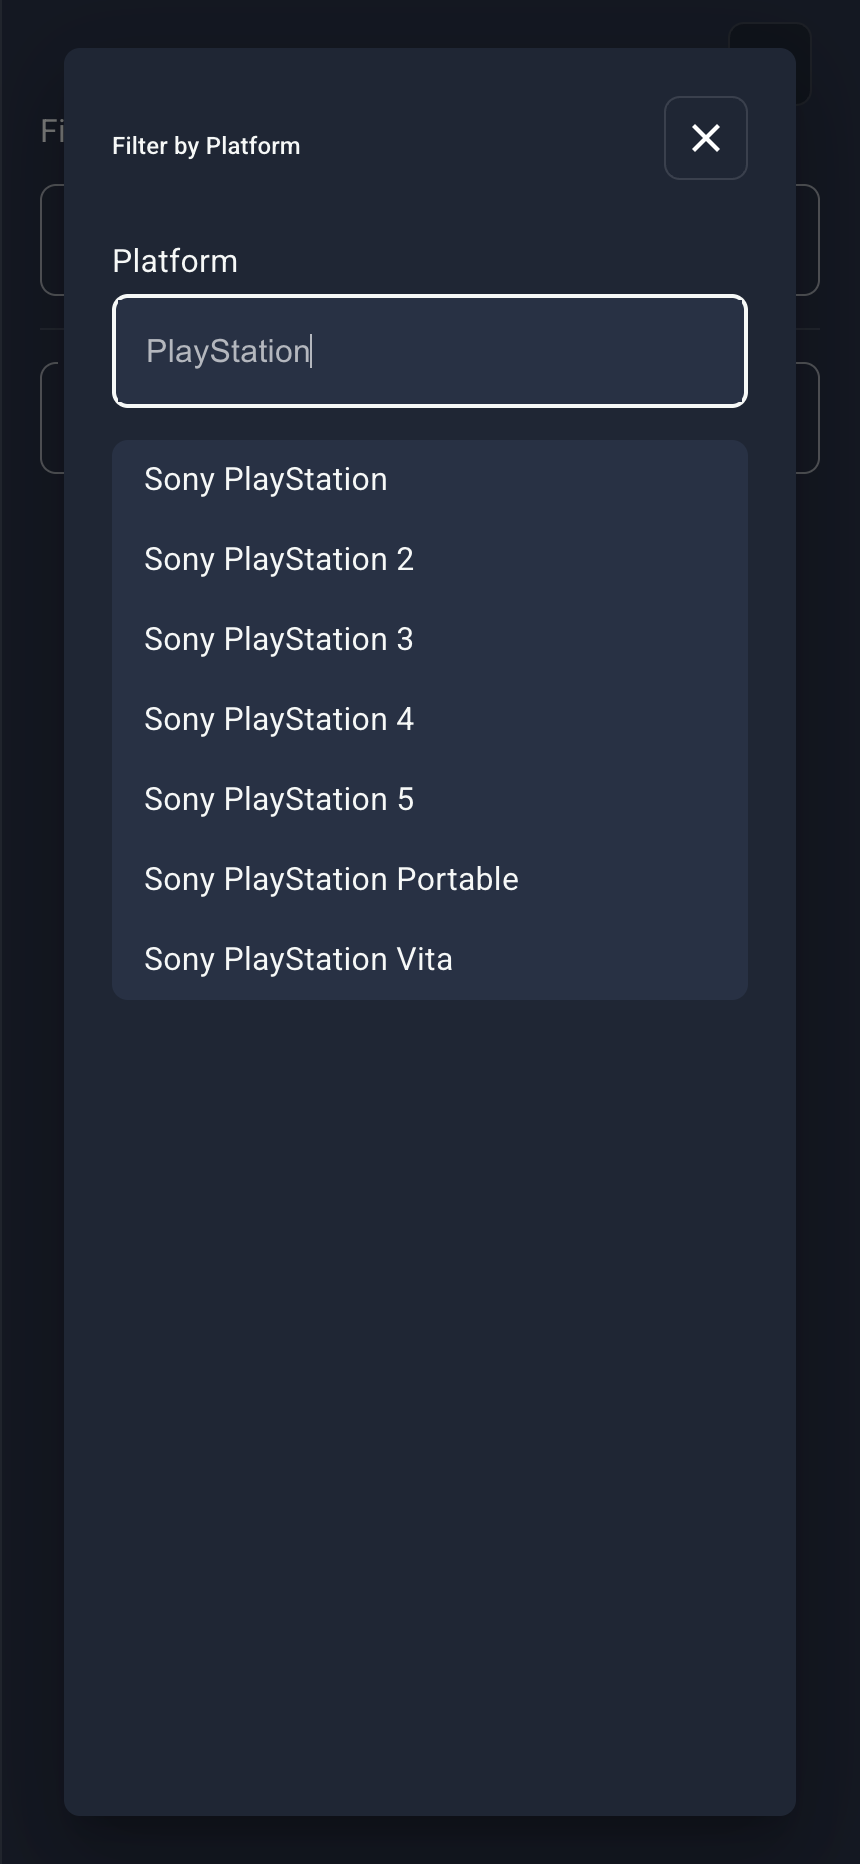 Filter by Platform
Platform
PlayStation
Sony PlayStation
Sony PlayStation 2
Sony PlayStation 3
Sony PlayStation 4
Sony PlayStation 5
Sony PlayStation Portable
Sony PlayStation Vita